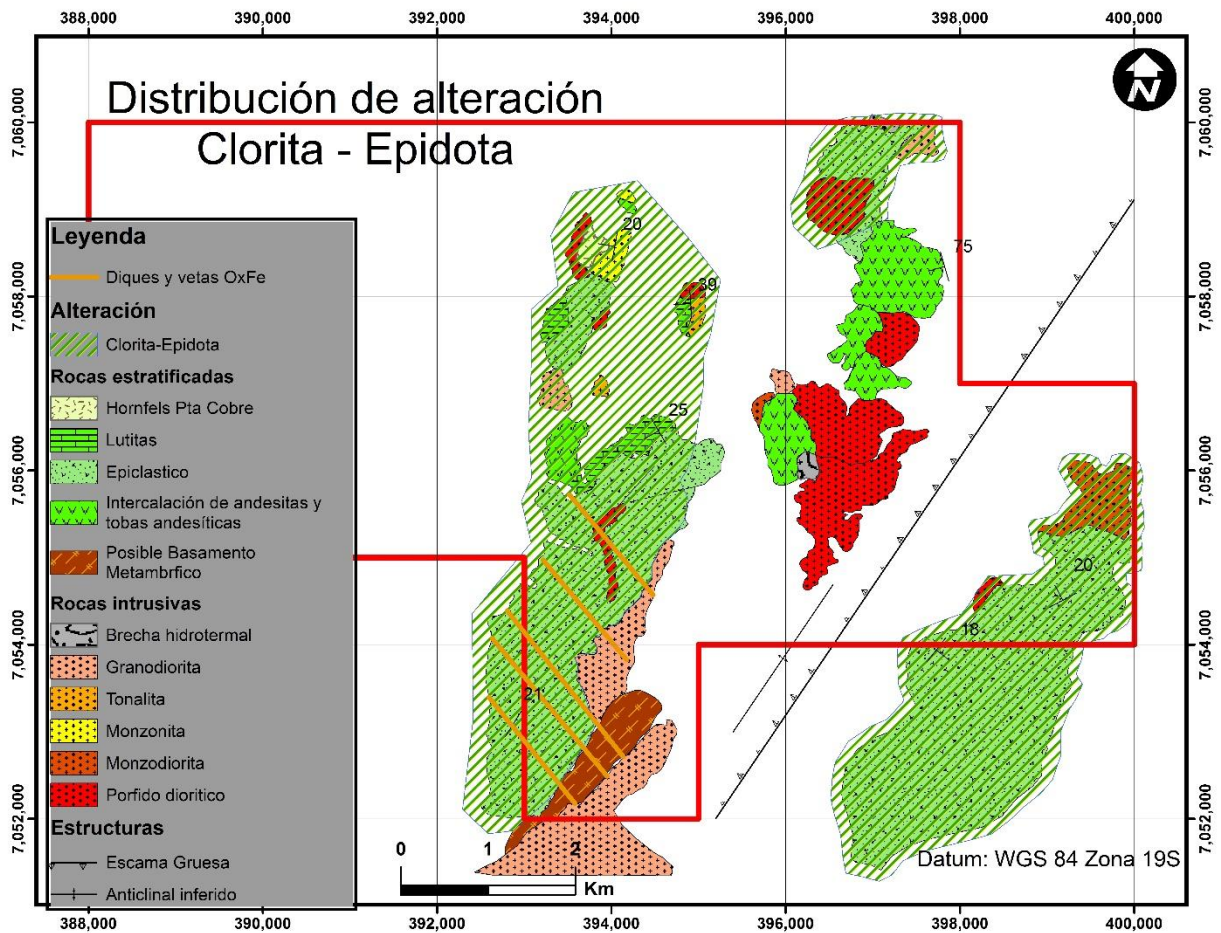 388,000 390,000 392,000 394,000 396,000 398,000 400,000
7,060,000
7,058,000
7,056,000
7,054,000
7,052,000
Distribución de alteración
Clorita - Epidota
N
7,060,000
7,058,000
7,056,000
7,054,000
7,052,000
Leyenda
Diques y vetas OxFe
Alteración
Clorita-Epidota
Rocas estratificadas
Hornfels Pta Cobre
Lutitas
Epiclastico
Intercalación de andesitas y
tobas andesíticas
Posible Basamento
Metambrfico
Rocas intrusivas
Brecha hidrotermal
Granodiorita
Tonalita
Monzonita
Monzodiorita
Porfido dioritico
Estructuras
Escama Gruesa
Anticlinal inferido
20
75
39
25
20
18
21
0 1 2
Km
Datum: WGS 84 Zona 19S
388,000 390,000 392,000 394,000 396,000 398,000 400,000